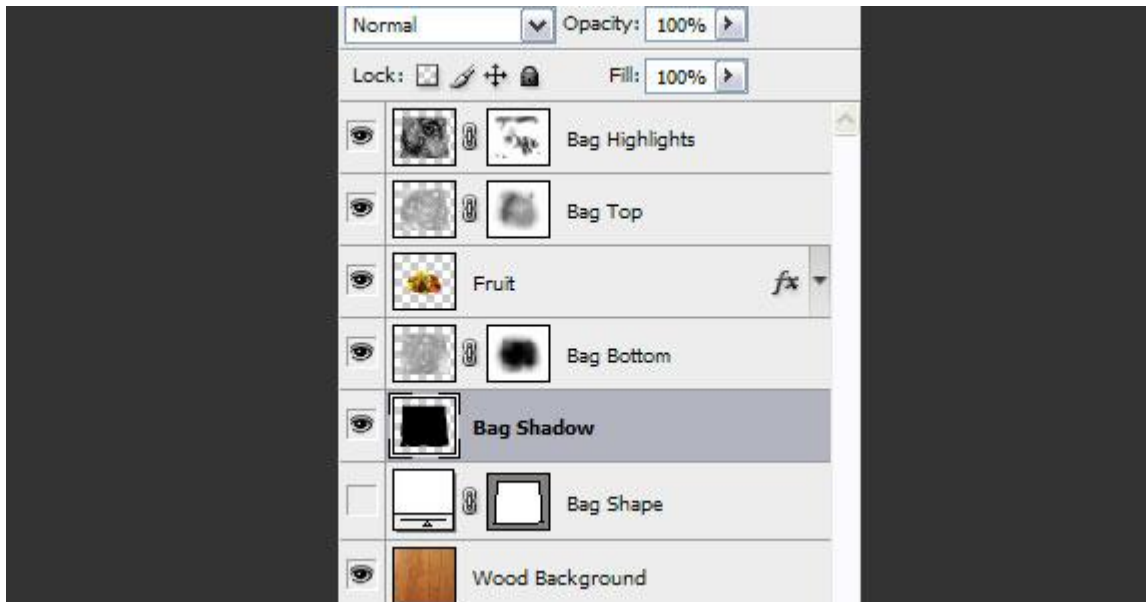 Normal Opacity: 100%
Lock: Fill: 100%
Bag Highlights
Bag Top
Fruit fx
Bag Bottom
Bag Shadow
Bag Shape
Wood Background